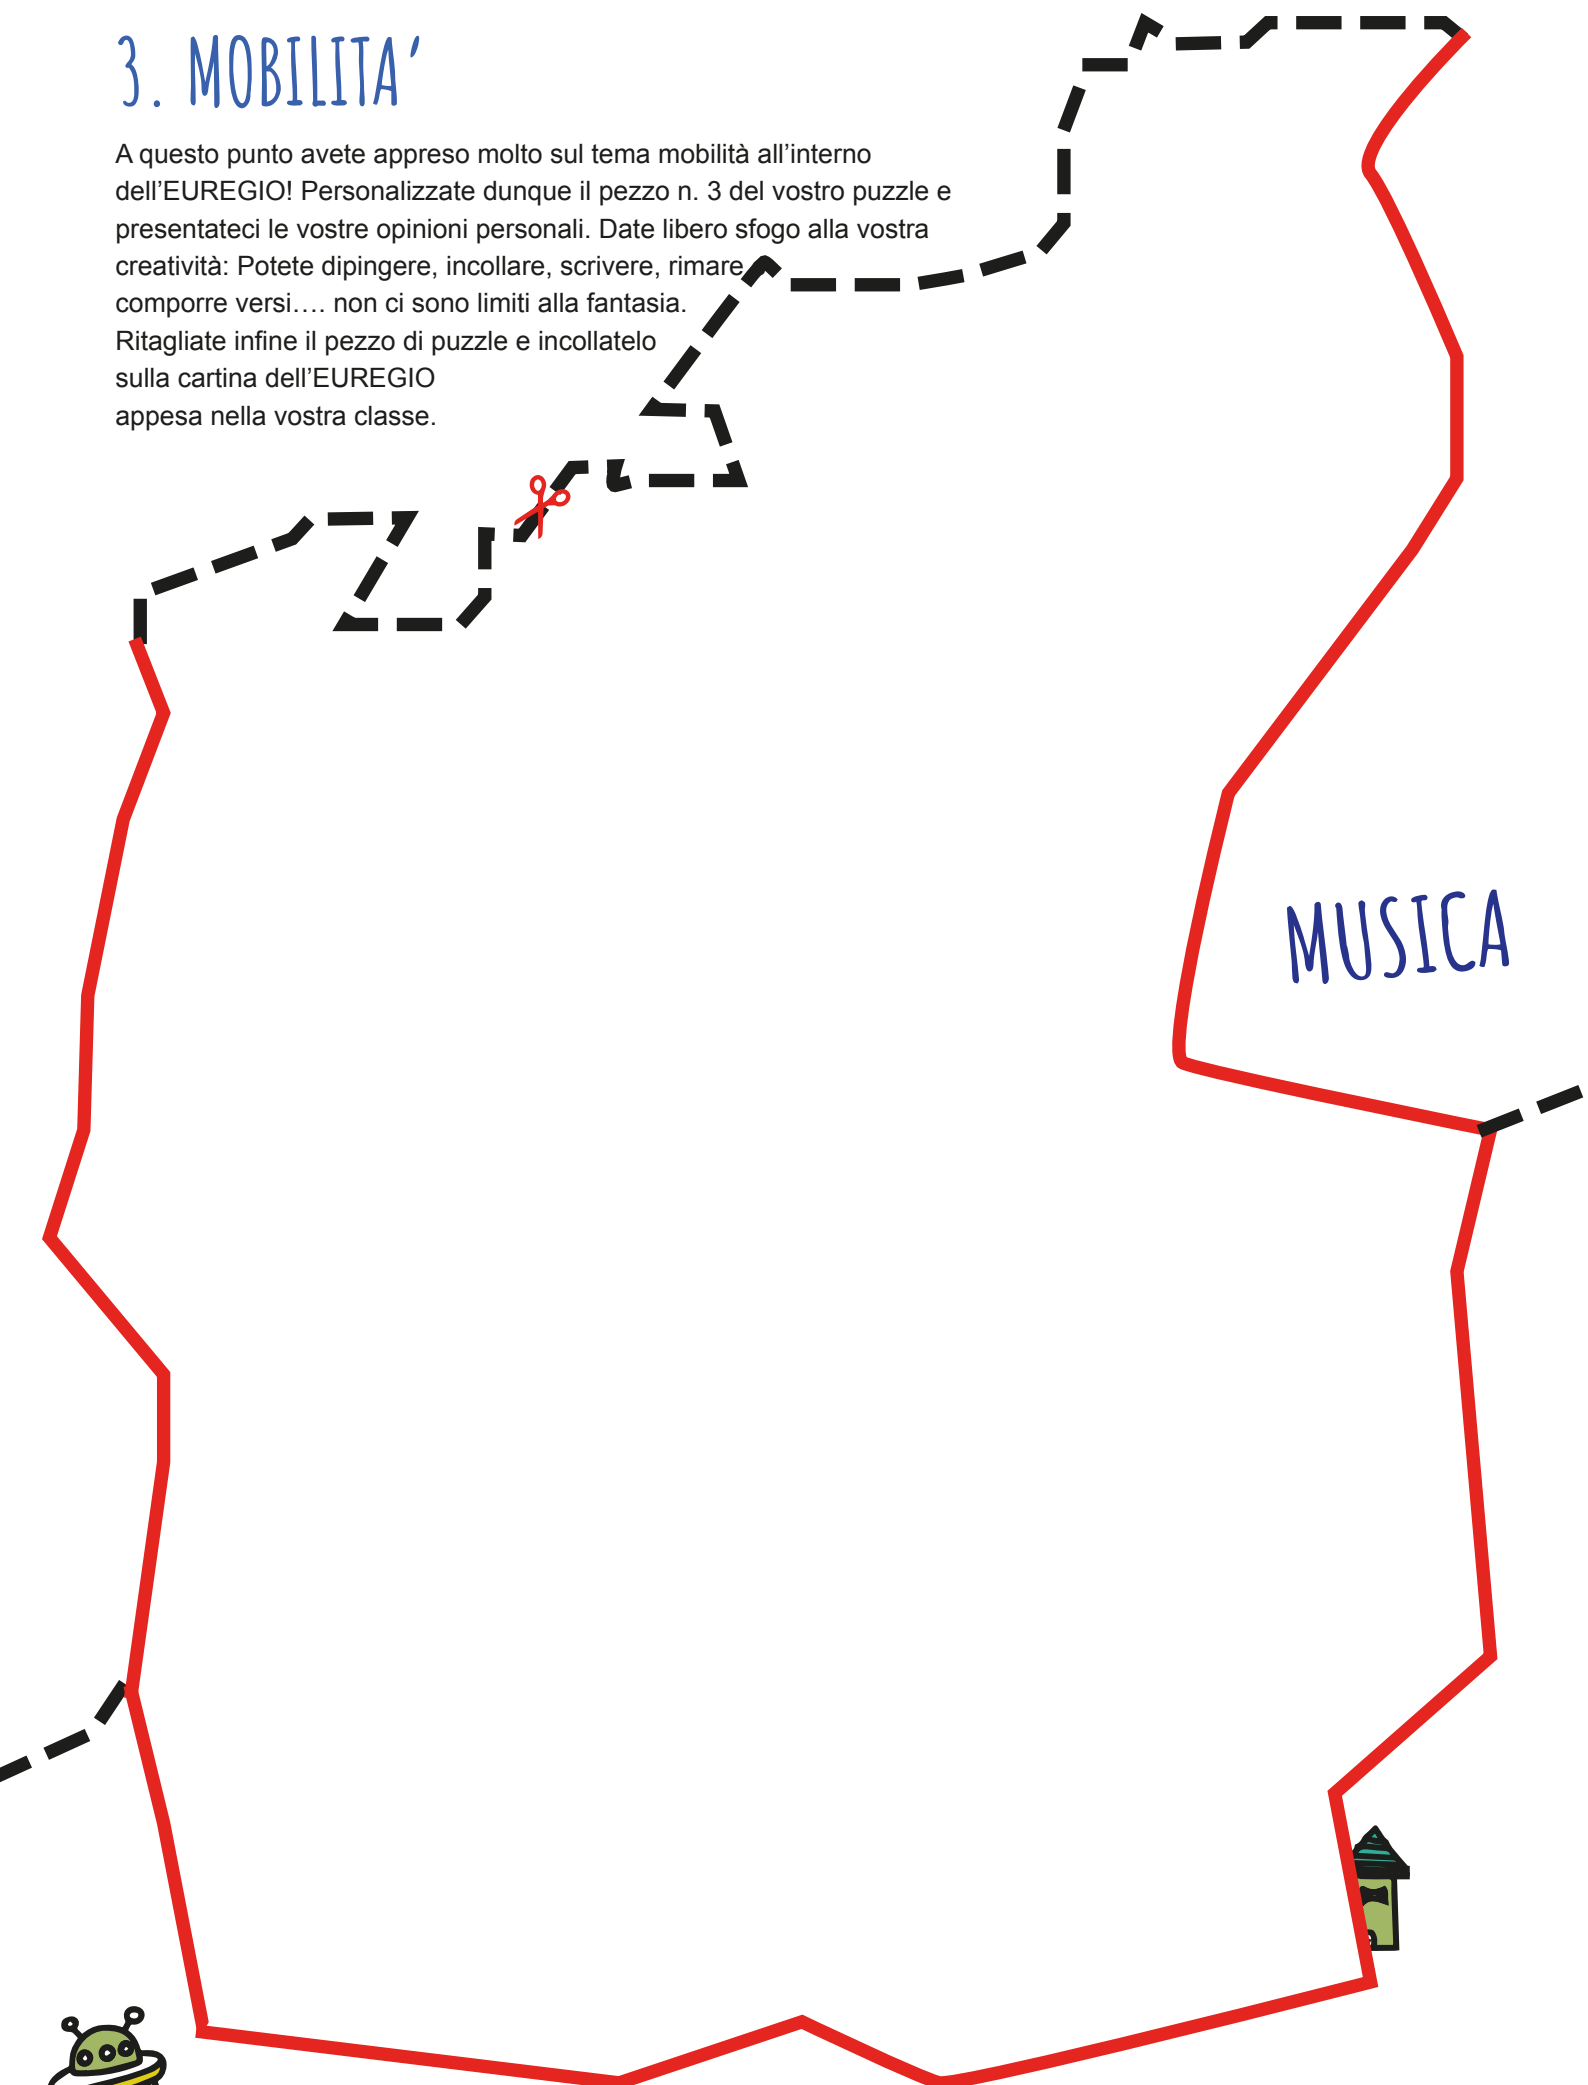 3. MOBILITA'
A questo punto avete appreso molto sul tema mobilità all'interno
dell'EUREGIO! Personalizzate dunque il pezzo n. 3 del vostro puzzle e
presentateci le vostre opinioni personali. Date libero sfogo alla vostra
creatività: Potete dipingere, incollare, scrivere, rimare,
comporre versi…. non ci sono limiti alla fantasia.
Ritagliate infine il pezzo di puzzle e incollatelo
sulla cartina dell'EUREGIO
appesa nella vostra classe.
MUSICA